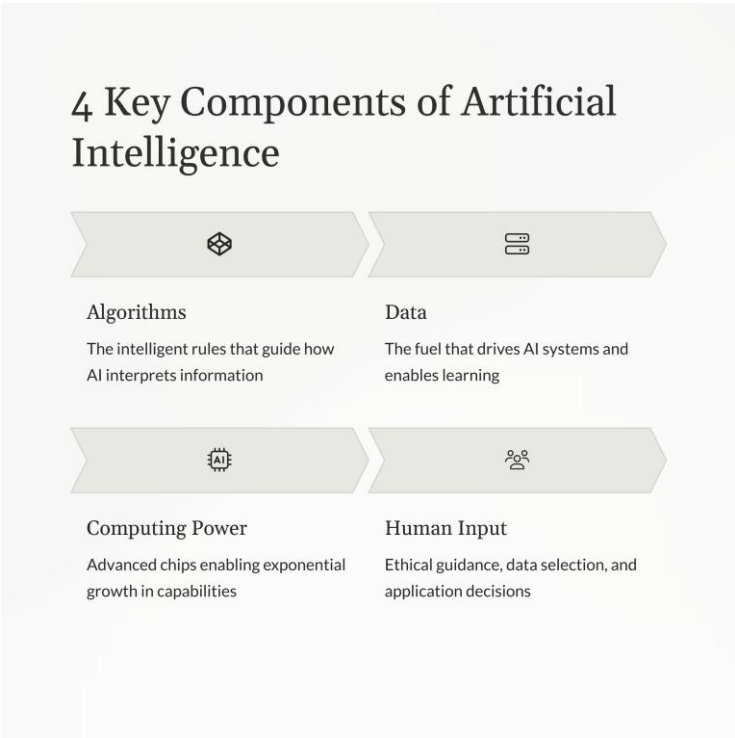 4 Key Components of Artificial
Intelligence
Algorithms
The intelligent rules that guide how
AI interprets information
Data
The fuel that drives AI systems and
enables learning
AI
Computing Power
Advanced chips enabling exponential
growth in capabilities
Human Input
Ethical guidance, data selection, and
application decisions